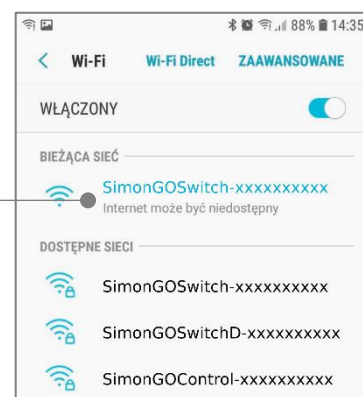 88% 14:35
Wi-Fi Wi-Fi Direct ZAAWANSOWANE
WŁĄCZONY
BIEŻĄCA SIEĆ
SimonGOSwitch-xxxxxxxxxx
Internet może być niedostępny
DOSTĘPNE SIECI
SimonGOSwitch-xxxxxxxxxx
SimonGOSwitchD-xxxxxxxxxx
SimonGOControl-xxxxxxxxxx